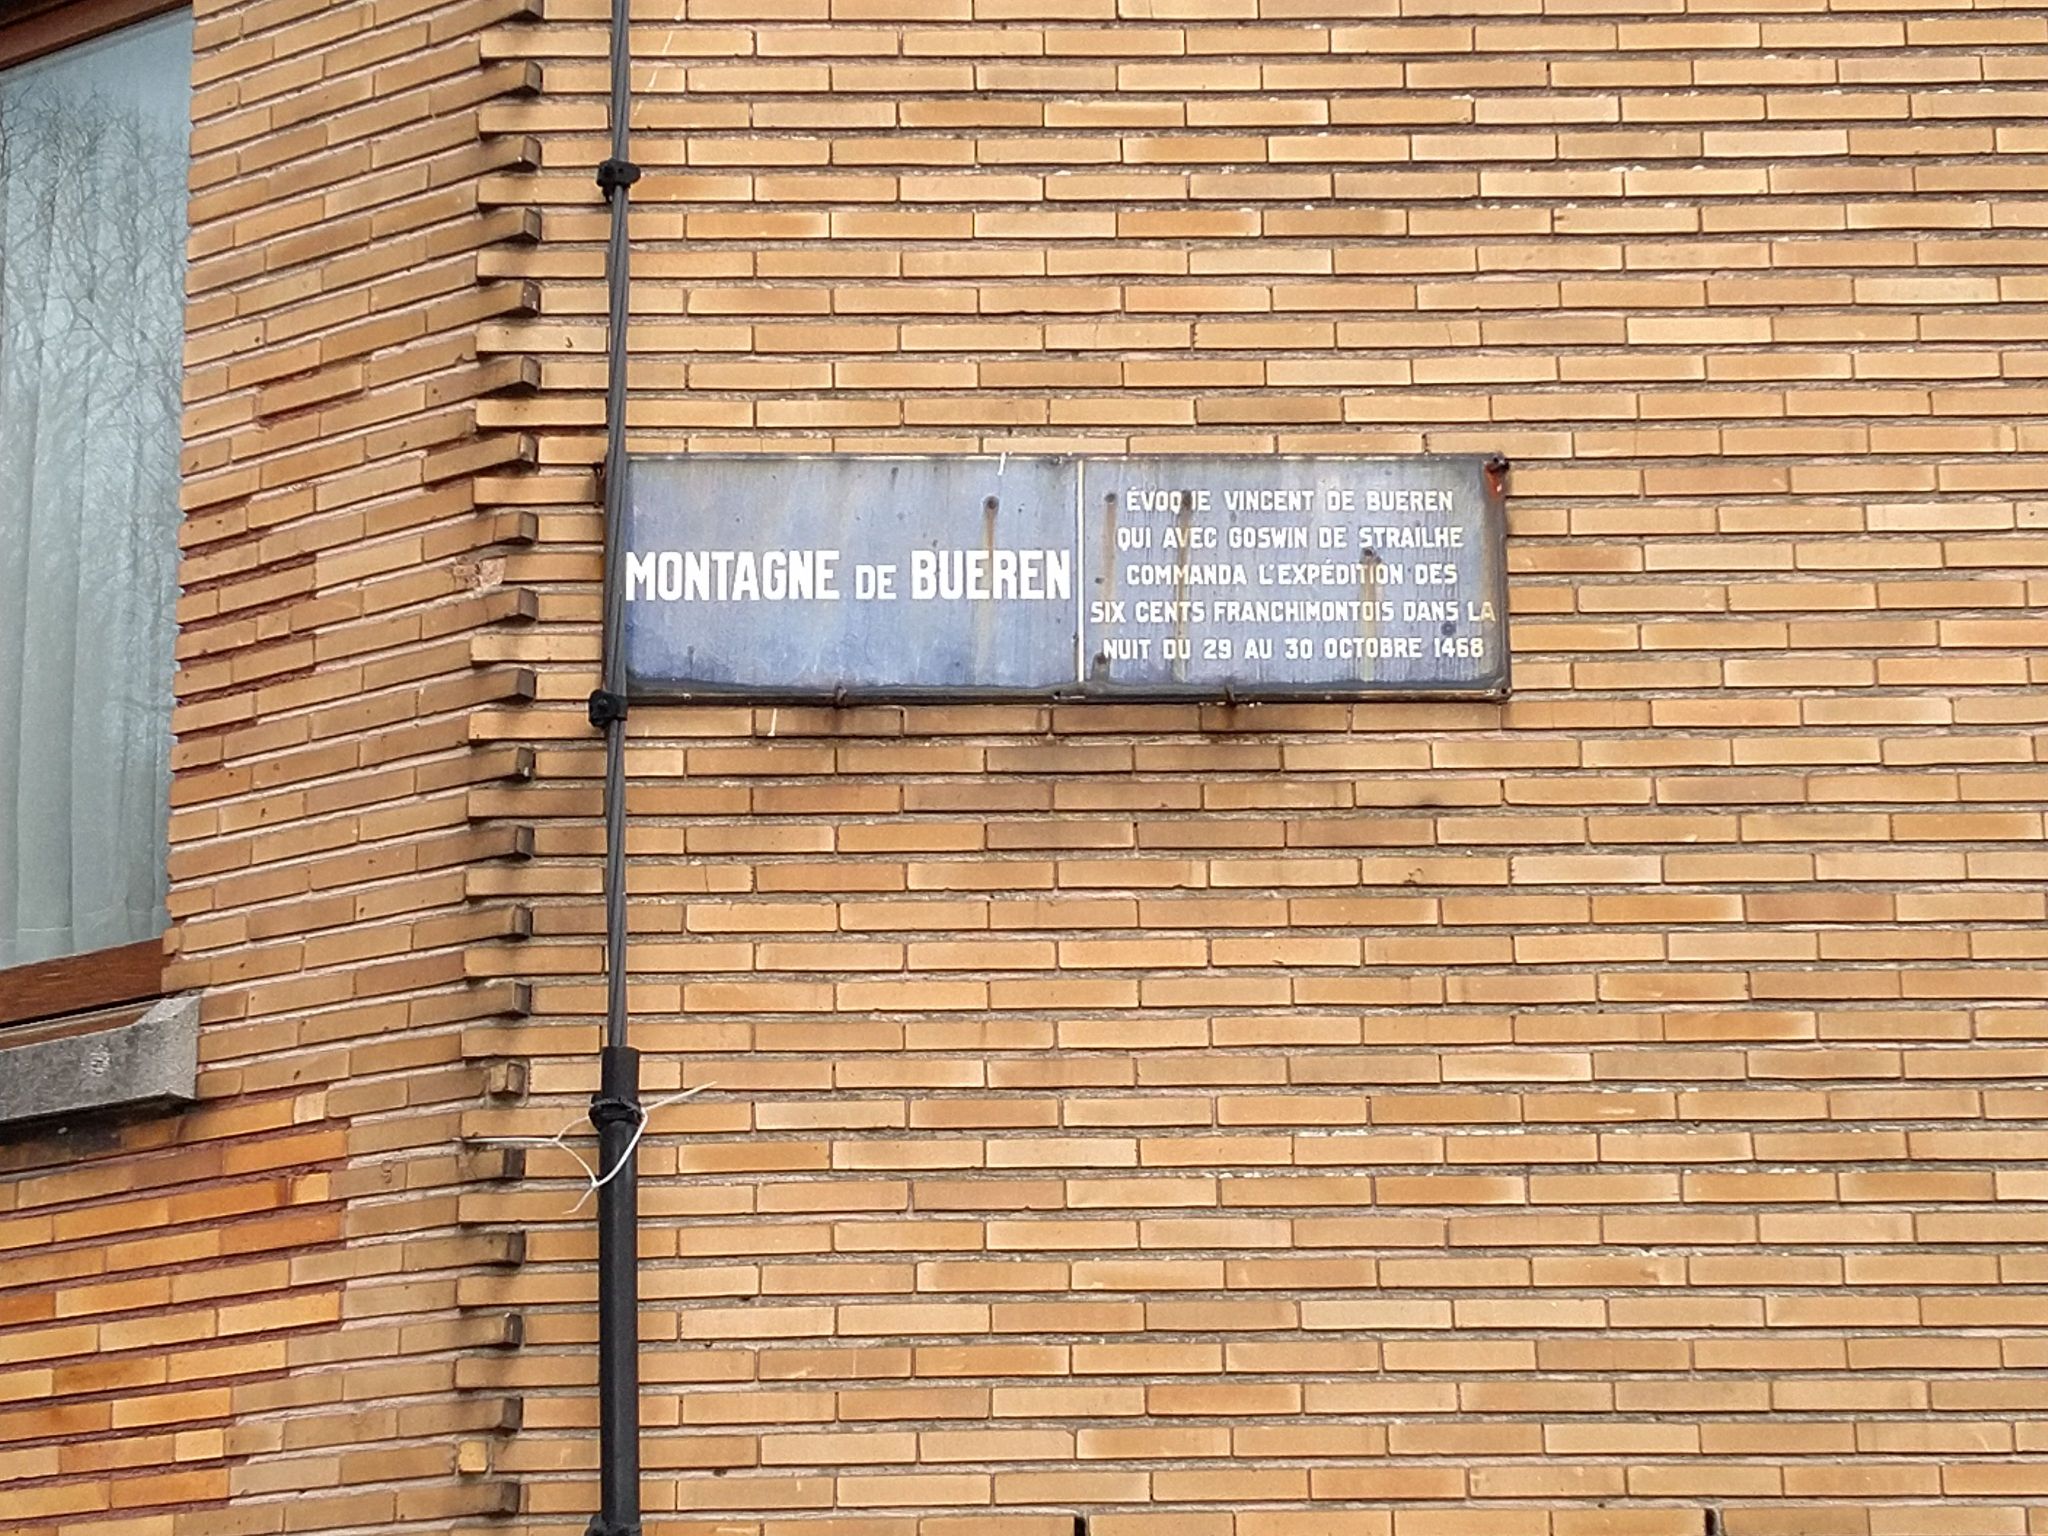 MONTAGNE DE BUEREN
ÉVOQUE VINCENT DE BUEREN
QUI AVEC GOSWIN DE STRAILHE
COMMANDA L'EXPÉDITION DES
SIX CENTS FRANCHIMONTOIS DANS LA
NUIT DU 29 AU 30 OCTOBRE 1468